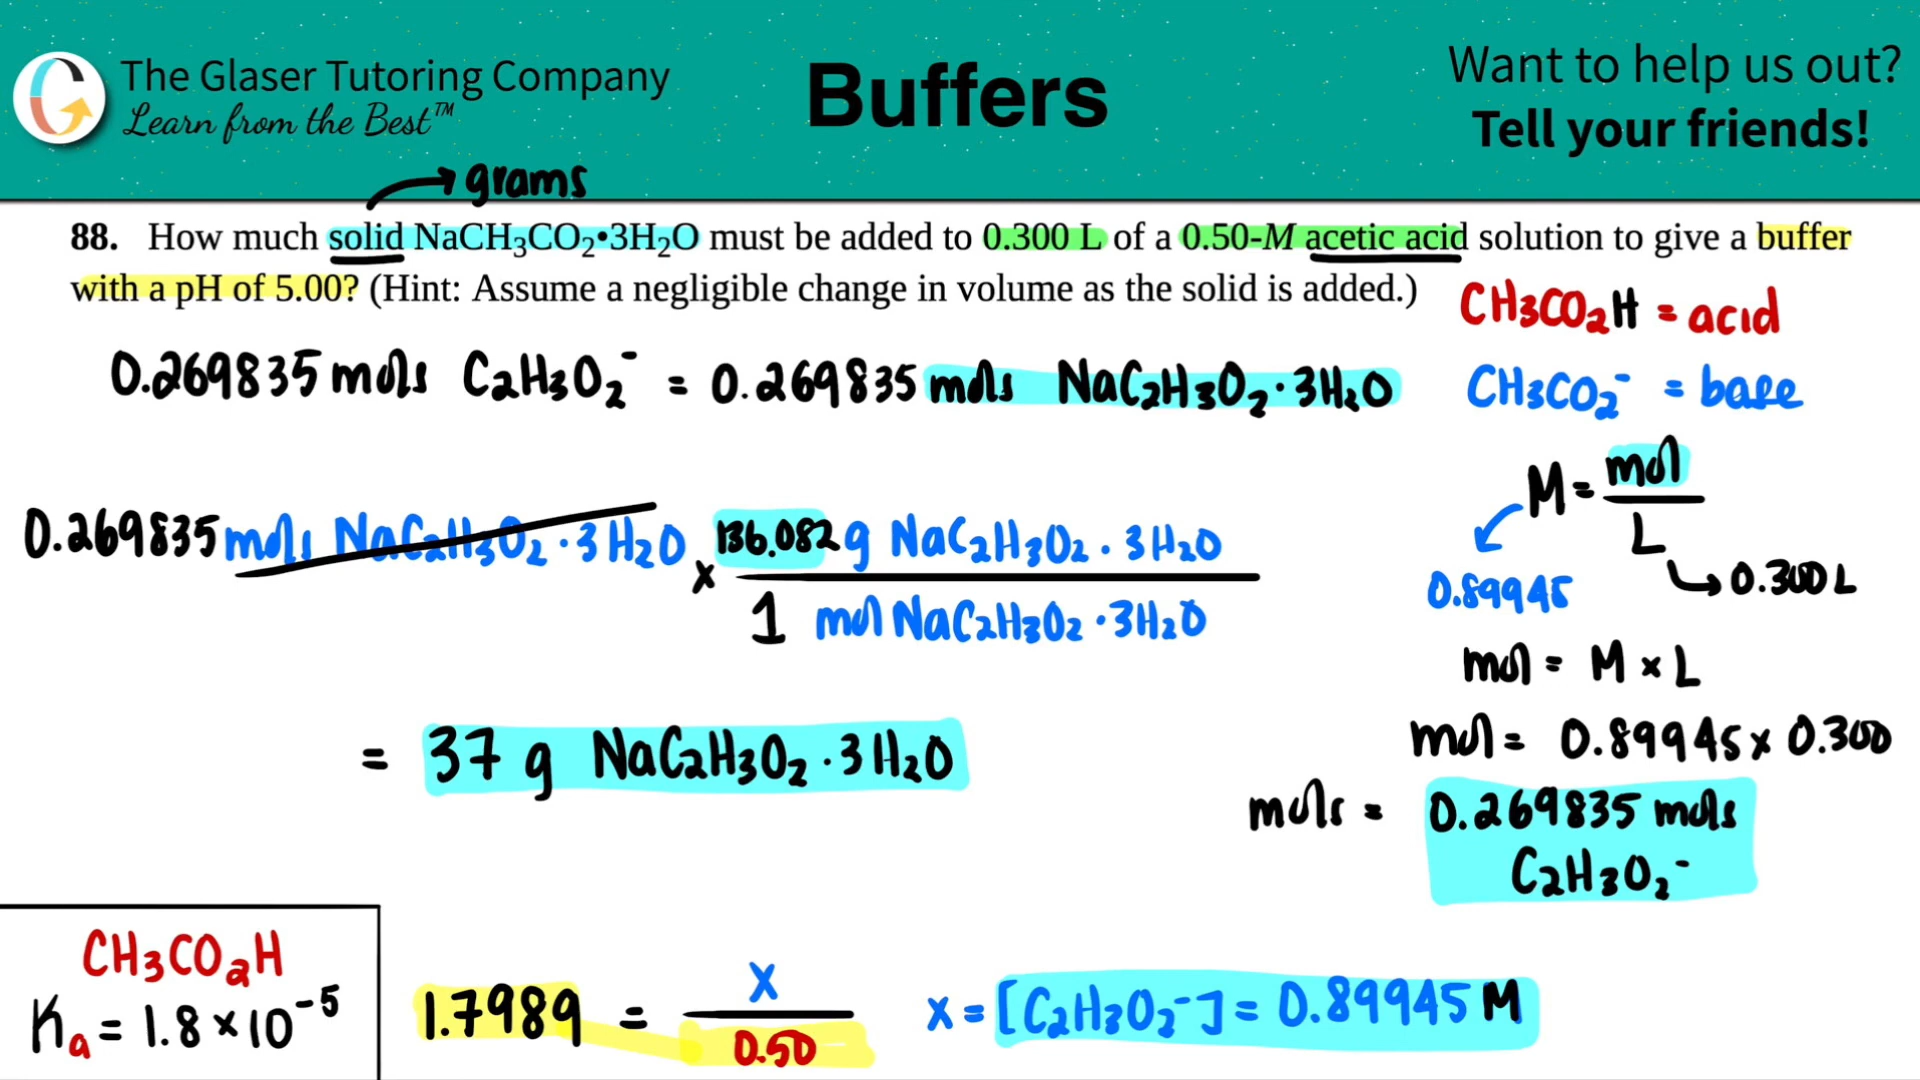 The Glaser Tutoring Company
Learn from the Best™
Buffers
Want to help us out?
Tell your friends!
grams
88. How much solid NaCH₃CO₂•3H₂O must be added to 0.300 L of a 0.50-M acetic acid solution to give a buffer
with a pH of 5.00? (Hint: Assume a negligible change in volume as the solid is added.)
CH₃CO₂H = acid
CH₃CO₂⁻ = base
0.269835 mols C₂H₃O₂⁻ = 0.269835 mols NaC₂H₃O₂·3H₂O
M = mol
L
0.89945
0.300 L
0.269835 mols NaC₂H₃O₂·3H₂O x 136.082 g NaC₂H₃O₂·3H₂O
1 mol NaC₂H₃O₂·3H₂O
mol = M x L
mol = 0.89945 x 0.300
= 37 g NaC₂H₃O₂·3H₂O
mols = 0.269835 mols
C₂H₃O₂⁻
CH₃CO₂H
Ka = 1.8 x 10⁻⁵
1.7989 = X
0.50
x = [C₂H₃O₂⁻] = 0.89945 M